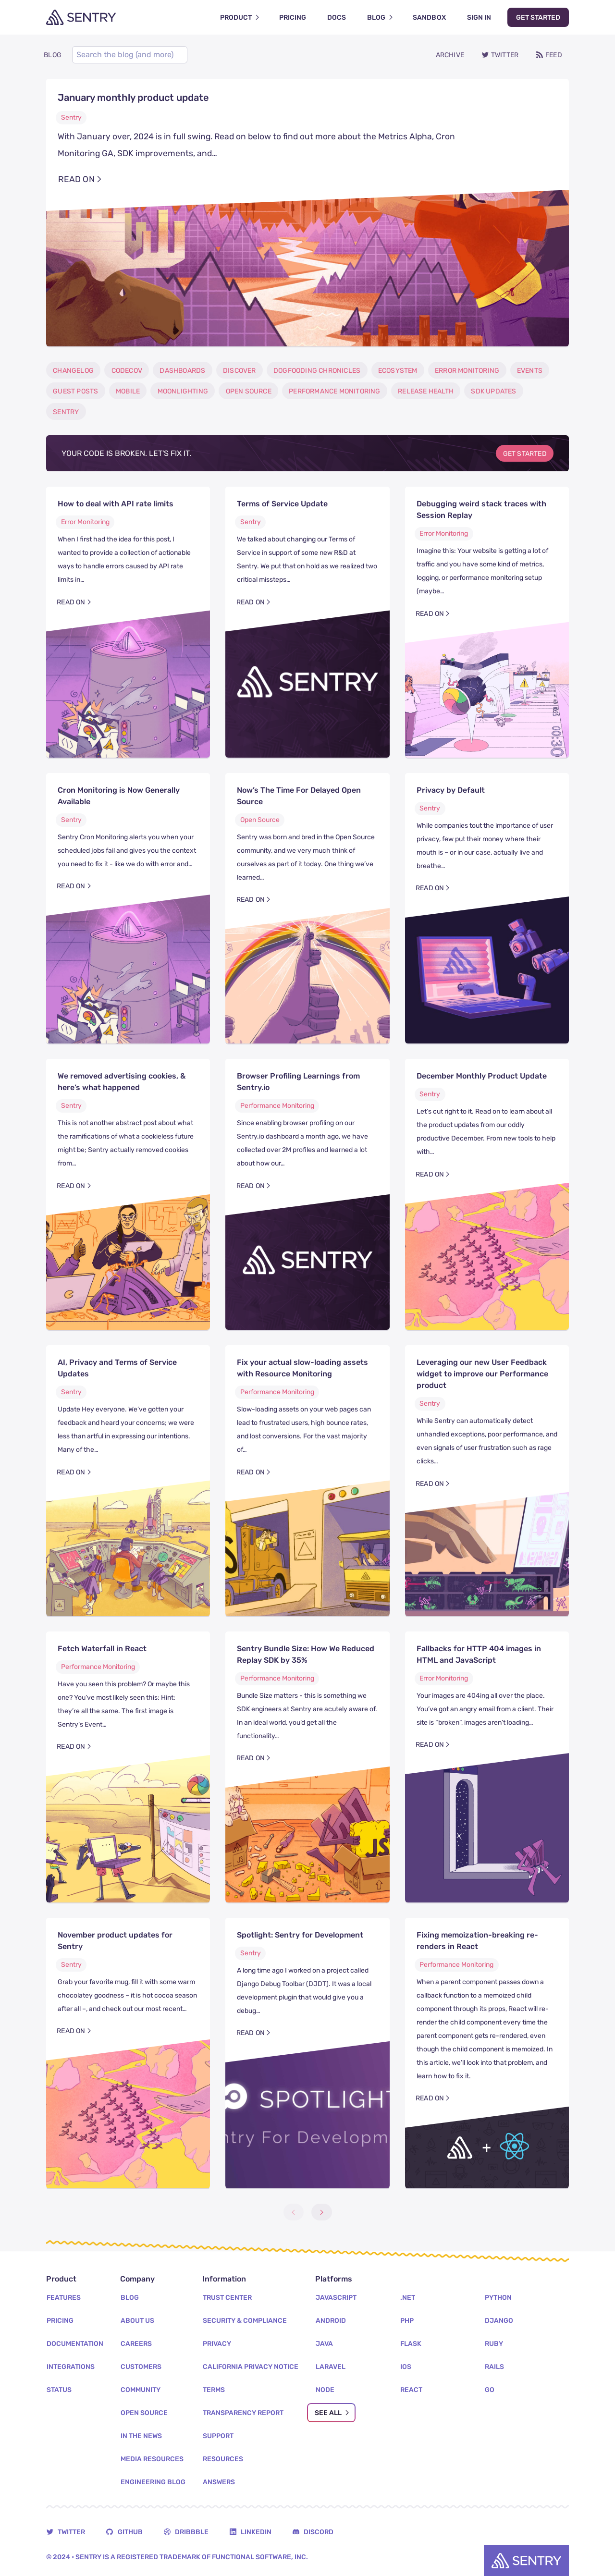 SENTRY
PRODUCT
PRICING
DOCS
BLOG
SANDBOX
SIGN IN
GET STARTED
BLOG
Search the blog (and more)
ARCHIVE
TWITTER
FEED
January monthly product update
Sentry
With January over, 2024 is in full swing. Read on below to find out more about the Metrics Alpha, Cron
Monitoring GA, SDK improvements, and…
READ ON
CHANGELOG
CODECOV
DASHBOARDS
DISCOVER
DOGFOODING CHRONICLES
ECOSYSTEM
ERROR MONITORING
EVENTS
GUEST POSTS
MOBILE
MOONLIGHTING
OPEN SOURCE
PERFORMANCE MONITORING
RELEASE HEALTH
SDK UPDATES
SENTRY
YOUR CODE IS BROKEN. LET'S FIX IT.
GET STARTED
How to deal with API rate limits
Error Monitoring
When I first had the idea for this post, I
wanted to provide a collection of actionable
ways to handle errors caused by API rate
limits in…
READ ON
Terms of Service Update
Sentry
We talked about changing our Terms of
Service in support of some new R&D at
Sentry. We put that on hold as we realized two
critical missteps…
READ ON
SENTRY
Debugging weird stack traces with
Session Replay
Error Monitoring
Imagine this: Your website is getting a lot of
traffic and you have some kind of metrics,
logging, or performance monitoring setup
(maybe…
READ ON
Cron Monitoring is Now Generally
Available
Sentry
Sentry Cron Monitoring alerts you when your
scheduled jobs fail and gives you the context
you need to fix it - like we do with error and…
READ ON
Now's The Time For Delayed Open
Source
Open Source
Sentry was born and bred in the Open Source
community, and we very much think of
ourselves as part of it today. One thing we've
learned…
READ ON
Privacy by Default
Sentry
While companies tout the importance of user
privacy, few put their money where their
mouth is – or in our case, actually live and
breathe…
READ ON
We removed advertising cookies, &
here's what happened
Sentry
This is not another abstract post about what
the ramifications of what a cookieless future
might be; Sentry actually removed cookies
from…
READ ON
Browser Profiling Learnings from
Sentry.io
Performance Monitoring
Since enabling browser profiling on our
Sentry.io dashboard a month ago, we have
collected over 2M profiles and learned a lot
about how our…
READ ON
SENTRY
December Monthly Product Update
Sentry
Let's cut right to it. Read on to learn about all
the product updates from our oddly
productive December. From new tools to help
with…
READ ON
AI, Privacy and Terms of Service
Updates
Sentry
Update Hey everyone. We've gotten your
feedback and heard your concerns; we were
less than artful in expressing our intentions.
Many of the…
READ ON
Fix your actual slow-loading assets
with Resource Monitoring
Performance Monitoring
Slow-loading assets on your web pages can
lead to frustrated users, high bounce rates,
and lost conversions. For the vast majority
of…
READ ON
Leveraging our new User Feedback
widget to improve our Performance
product
Sentry
While Sentry can automatically detect
unhandled exceptions, poor performance, and
even signals of user frustration such as rage
clicks…
READ ON
Fetch Waterfall in React
Performance Monitoring
Have you seen this problem? Or maybe this
one? You've most likely seen this: Hint:
they're all the same. The first image is
Sentry's Event…
READ ON
Sentry Bundle Size: How We Reduced
Replay SDK by 35%
Performance Monitoring
Bundle Size matters - this is something we
SDK engineers at Sentry are acutely aware of.
In an ideal world, you'd get all the
functionality…
READ ON
JS
Fallbacks for HTTP 404 images in
HTML and JavaScript
Error Monitoring
Your images are 404ing all over the place.
You've got an angry email from a client. Their
site is "broken", images aren't loading…
READ ON
November product updates for
Sentry
Sentry
Grab your favorite mug, fill it with some warm
chocolatey goodness – it is hot cocoa season
after all –, and check out our most recent…
READ ON
Spotlight: Sentry for Development
Sentry
A long time ago I worked on a project called
Django Debug Toolbar (DJDT). It was a local
development plugin that would give you a
debug…
READ ON
SPOTLIGHT
ntry For Developm
Fixing memoization-breaking re-
renders in React
Performance Monitoring
When a parent component passes down a
callback function to a memoized child
component through its props, React will re-
render the child component every time the
parent component gets re-rendered, even
though the child component is memoized. In
this article, we'll look into that problem, and
learn how to fix it.
READ ON
+
Product
FEATURES
PRICING
DOCUMENTATION
INTEGRATIONS
STATUS
Company
BLOG
ABOUT US
CAREERS
CUSTOMERS
COMMUNITY
OPEN SOURCE
IN THE NEWS
MEDIA RESOURCES
ENGINEERING BLOG
Information
TRUST CENTER
SECURITY & COMPLIANCE
PRIVACY
CALIFORNIA PRIVACY NOTICE
TERMS
TRANSPARENCY REPORT
SUPPORT
RESOURCES
ANSWERS
Platforms
JAVASCRIPT
ANDROID
JAVA
LARAVEL
NODE
.NET
PHP
FLASK
IOS
REACT
PYTHON
DJANGO
RUBY
RAILS
GO
SEE ALL
TWITTER
GITHUB
DRIBBBLE
LINKEDIN
DISCORD
© 2024 • SENTRY IS A REGISTERED TRADEMARK OF FUNCTIONAL SOFTWARE, INC.
SENTRY